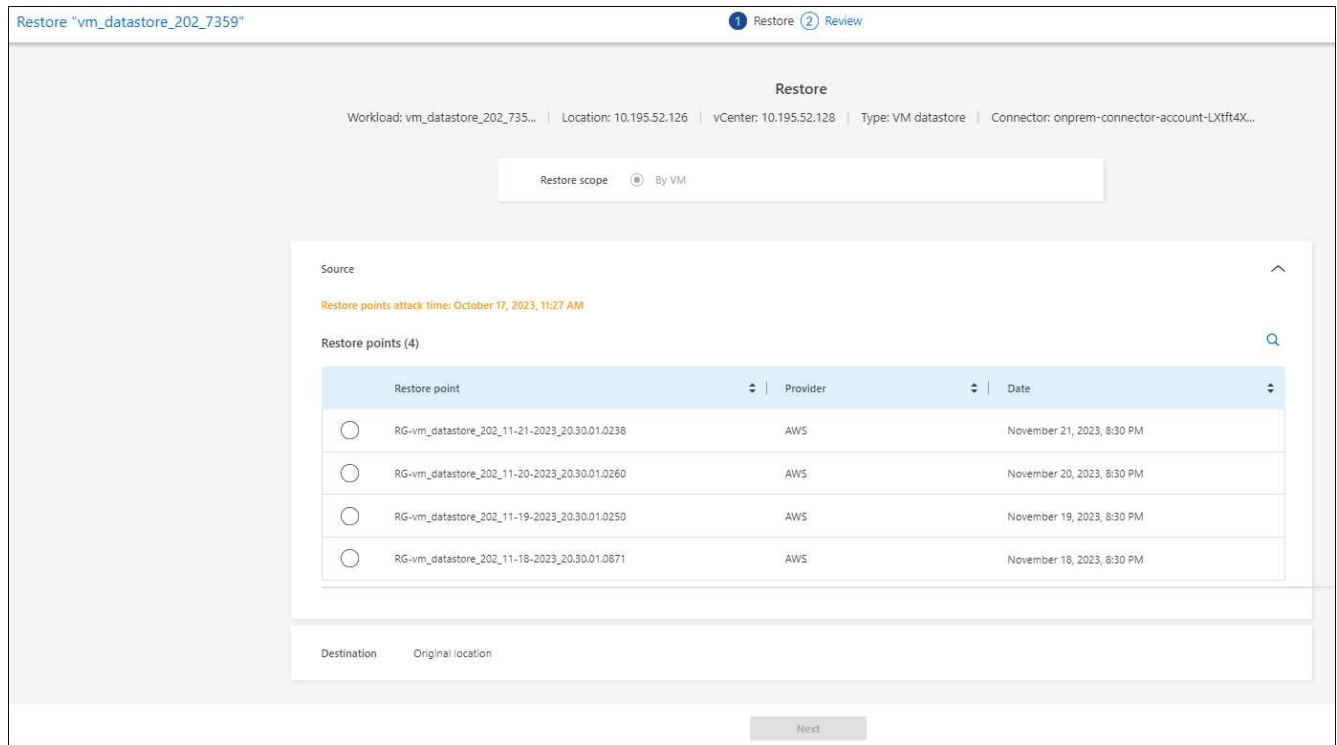 Restore "vm_datastore_202_7359"
1 Restore 2 Review
Restore
Workload: vm_datastore_202_735... | Location: 10.195.52.126 | vCenter: 10.195.52.128 | Type: VM datastore | Connector: onprem-connector-account-LXtft4X...
Restore scope By VM
Source
Restore points attack time: October 17, 2023, 11:27 AM
Restore points (4)
Restore point | Provider | Date
RG-vm_datastore_202_11-21-2023_20.30.01.0238 AWS November 21, 2023, 8:30 PM
RG-vm_datastore_202_11-20-2023_20.30.01.0260 AWS November 20, 2023, 8:30 PM
RG-vm_datastore_202_11-19-2023_20.30.01.0250 AWS November 19, 2023, 8:30 PM
RG-vm_datastore_202_11-18-2023_20.30.01.0871 AWS November 18, 2023, 8:30 PM
Destination Original location
Next